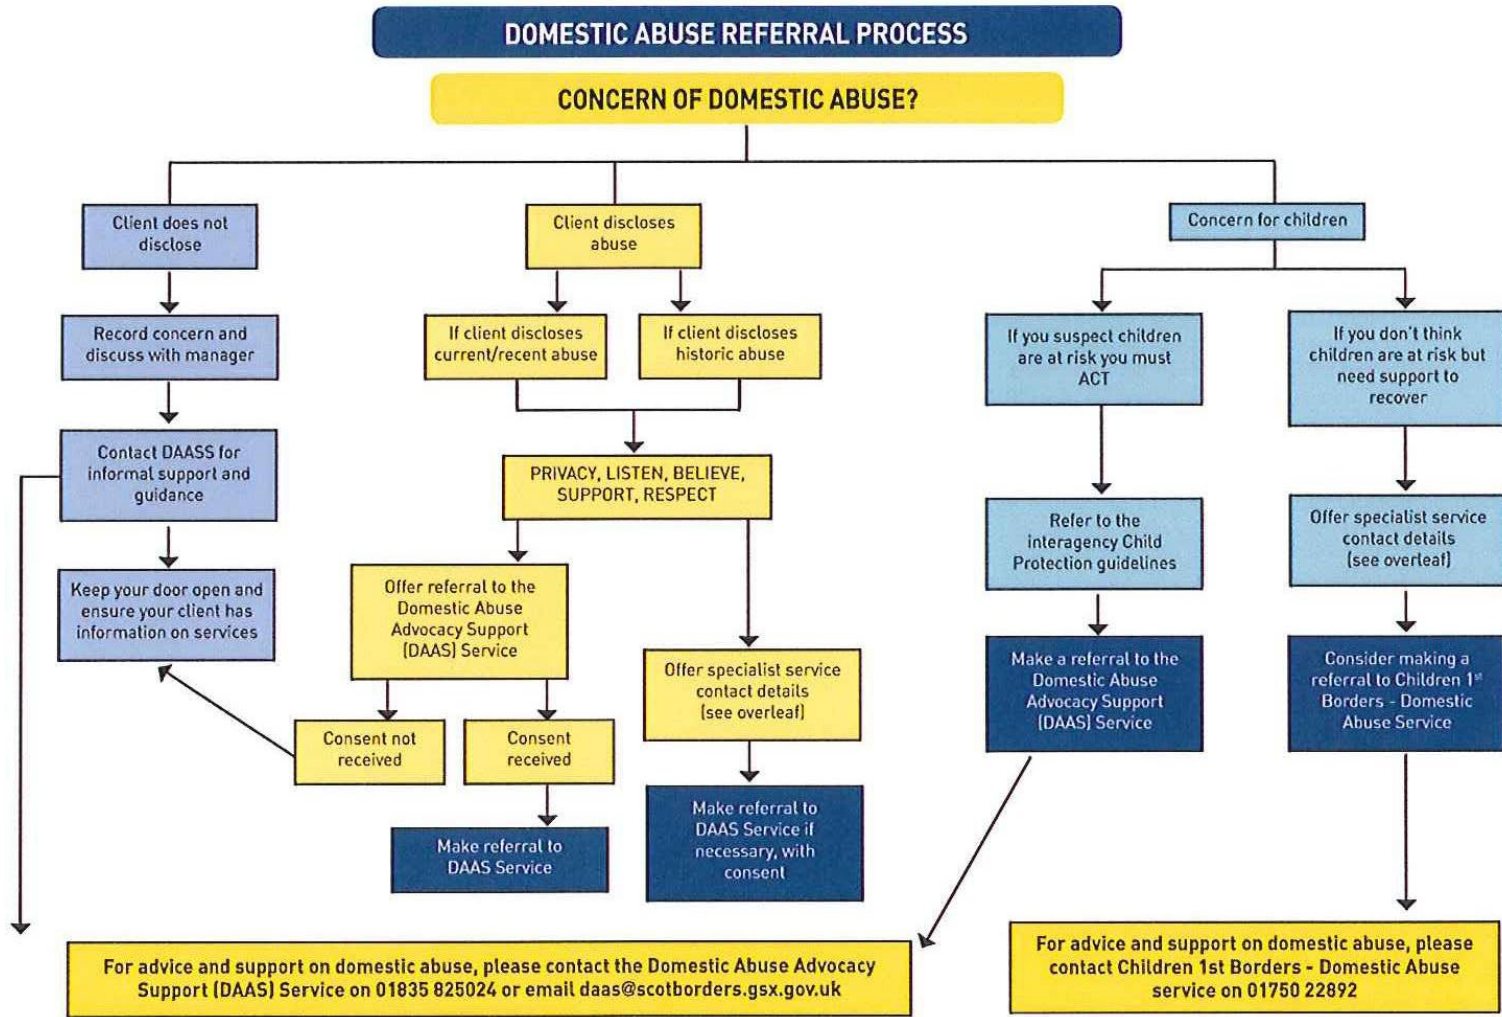 DOMESTIC ABUSE REFERRAL PROCESS
CONCERN OF DOMESTIC ABUSE?
Client does not
disclose
Record concern and
discuss with manager
Contact DAASS for
informal support and
guidance
Keep your door open and
ensure your client has
information on services
Client discloses
abuse
If client discloses
current/recent abuse
If client discloses
historic abuse
PRIVACY, LISTEN, BELIEVE,
SUPPORT, RESPECT
Offer referral to the
Domestic Abuse
Advocacy Support
(DAAS) Service
Consent not
received
Consent
received
Make referral to
DAAS Service
Offer specialist service
contact details
(see overleaf)
Make referral to
DAAS Service if
necessary, with
consent
Concern for children
If you suspect children
are at risk you must
ACT
Refer to the
interagency Child
Protection guidelines
Make a referral to the
Domestic Abuse
Advocacy Support
(DAAS) Service
If you don't think
children are at risk but
need support to
recover
Offer specialist service
contact details
(see overleaf)
Consider making a
referral to Children 1st
Borders - Domestic
Abuse Service
For advice and support on domestic abuse, please contact the Domestic Abuse Advocacy
Support (DAAS) Service on 01835 825024 or email daas@scotborders.gsx.gov.uk
For advice and support on domestic abuse, please
contact Children 1st Borders - Domestic Abuse
service on 01750 22892